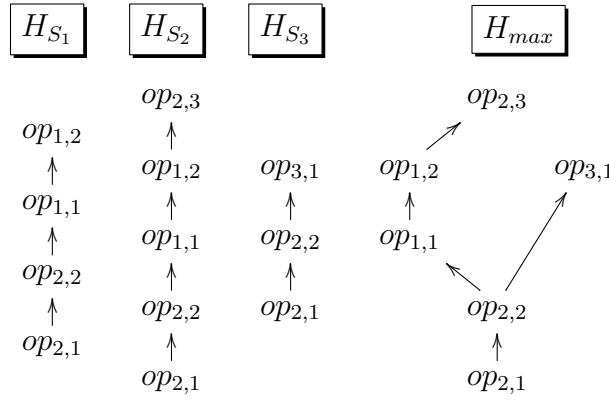 H_{S_1} H_{S_2} H_{S_3} H_{max}
op_{2,3} op_{2,3}
op_{1,2}
op_{1,2} op_{3,1} op_{1,2} op_{3,1}
op_{1,1}
op_{1,1} op_{2,2} op_{1,1}
op_{2,2}
op_{2,2} op_{2,1} op_{2,2}
op_{2,1}
op_{2,1} op_{2,1}